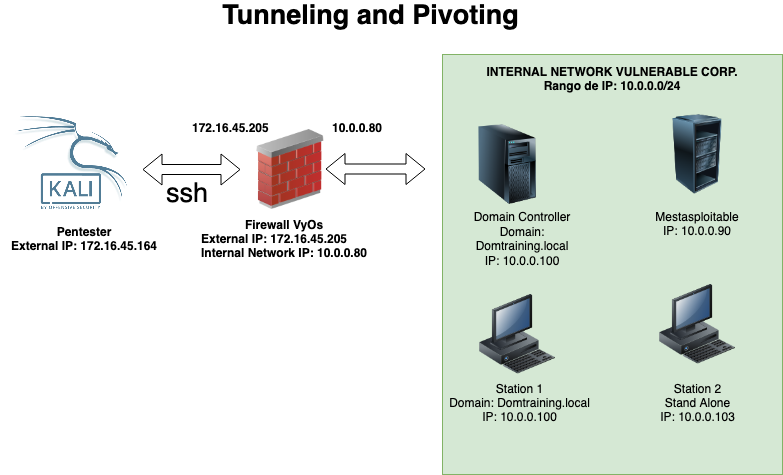 Tunneling and Pivoting
INTERNAL NETWORK VULNERABLE CORP.
Rango de IP: 10.0.0.0/24
172.16.45.205
10.0.0.80
ssh
KALI
BY OFFENSIVE SECURITY
Pentester
External IP: 172.16.45.164
Firewall VyOs
External IP: 172.16.45.205
Internal Network IP: 10.0.0.80
Domain Controller
Domain:
Domtraining.local
IP: 10.0.0.100
Mestasploitable
IP: 10.0.0.90
Station 1
Domain: Domtraining.local
IP: 10.0.0.100
Station 2
Stand Alone
IP: 10.0.0.103